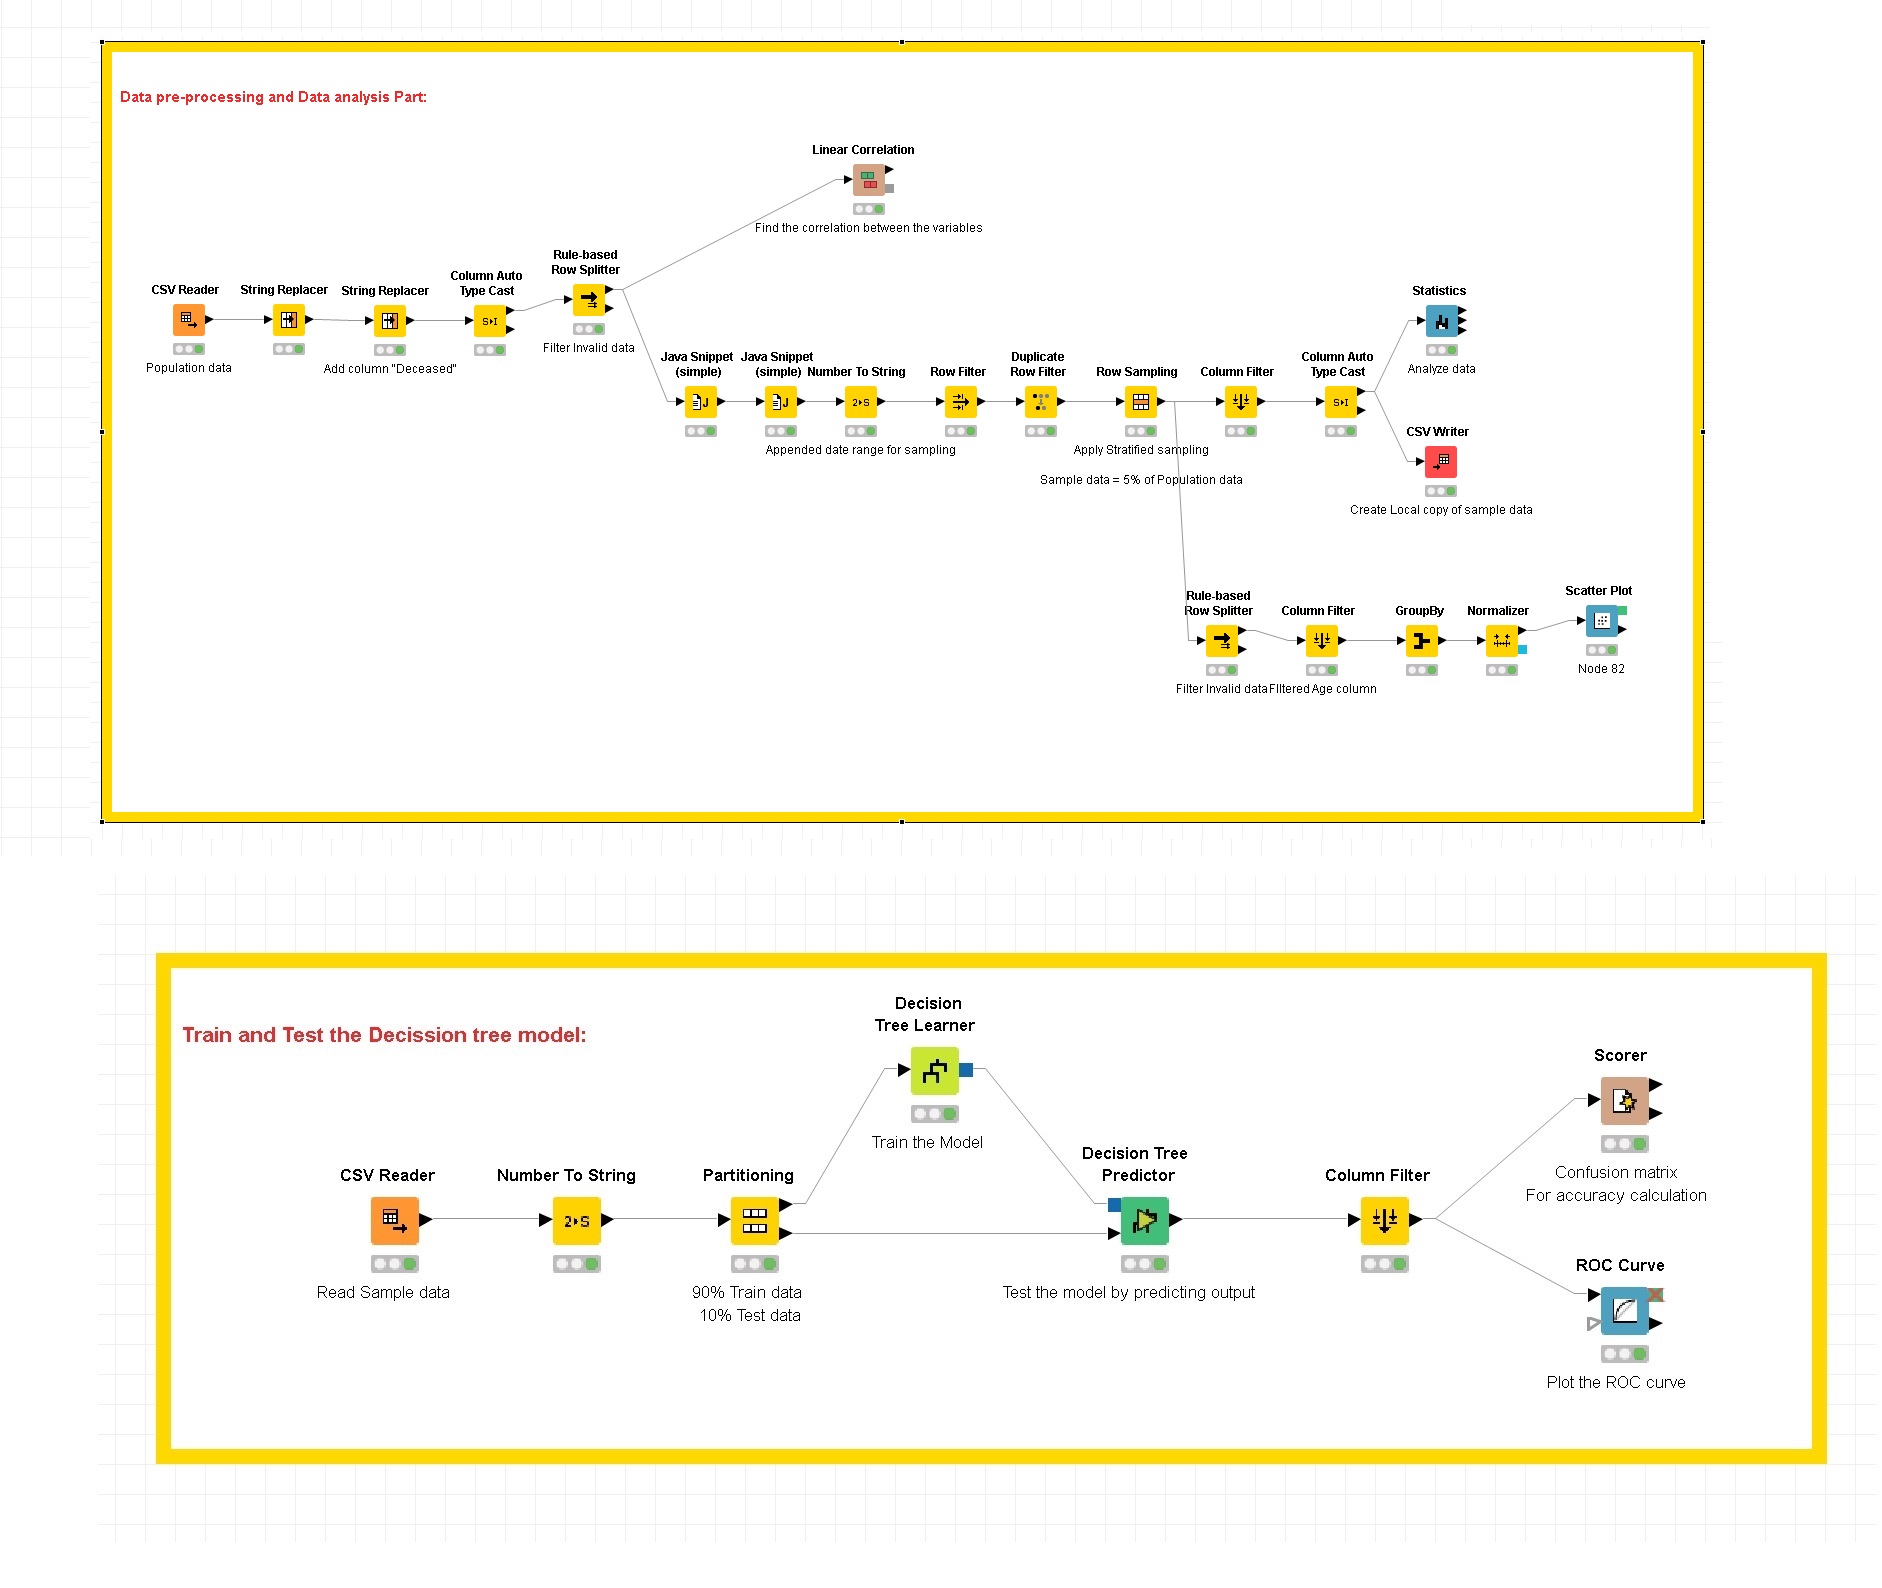 Data pre-processing and Data analysis Part:
Linear Correlation
Find the correlation between the variables
CSV Reader
Population data
String Replacer
String Replacer
Add column "Deceased"
Column Auto
Type Cast
S▸I
Rule-based
Row Splitter
Filter Invalid data
Java Snippet
(simple)
J
Java Snippet
(simple)
J
Number To String
2▸S
Appended date range for sampling
Row Filter
Duplicate
Row Filter
Row Sampling
Apply Stratified sampling
Sample data = 5% of Population data
Column Filter
Column Auto
Type Cast
S▸I
Statistics
Analyze data
CSV Writer
Create Local copy of sample data
Rule-based
Row Splitter
Filter Invalid data
Column Filter
FIltered Age column
GroupBy
Normalizer
Scatter Plot
Node 82
Train and Test the Decission tree model:
Decision
Tree Learner
Train the Model
CSV Reader
Read Sample data
Number To String
2▸S
Partitioning
90% Train data
10% Test data
Decision Tree
Predictor
Test the model by predicting output
Column Filter
Scorer
Confusion matrix
For accuracy calculation
ROC Curve
Plot the ROC curve